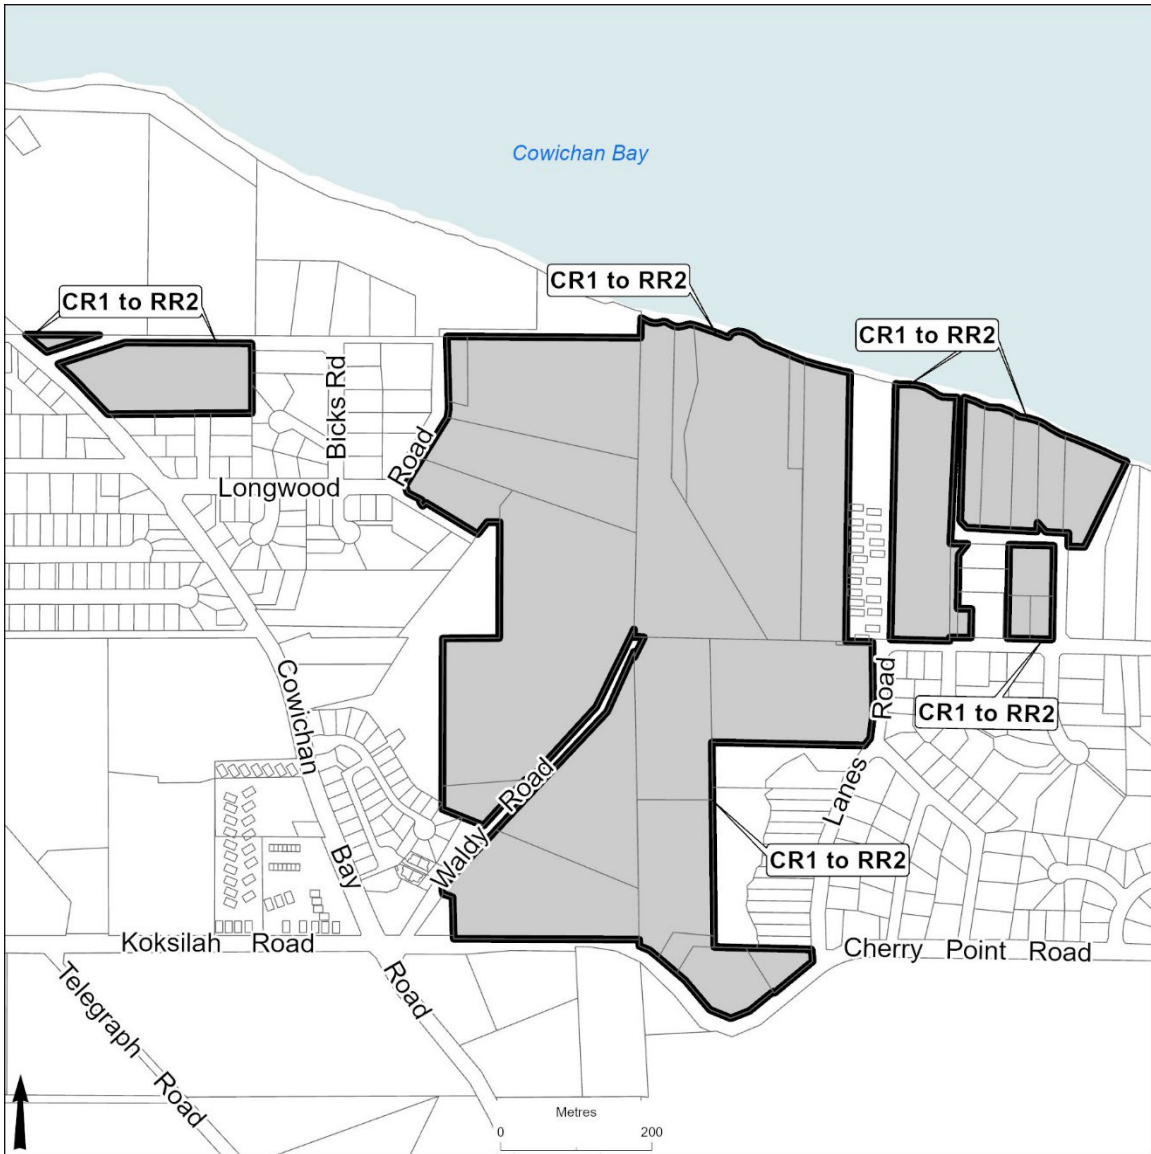 Cowichan Bay
CR1 to RR2
CR1 to RR2
CR1 to RR2
Bicks Rd
Road
Longwood
Cowichan
Road
CR1 to RR2
Waldy Road
Lanes
Bay
CR1 to RR2
Koksilah Road
Cherry Point Road
Telegraph Road
Road
Metres
0 200